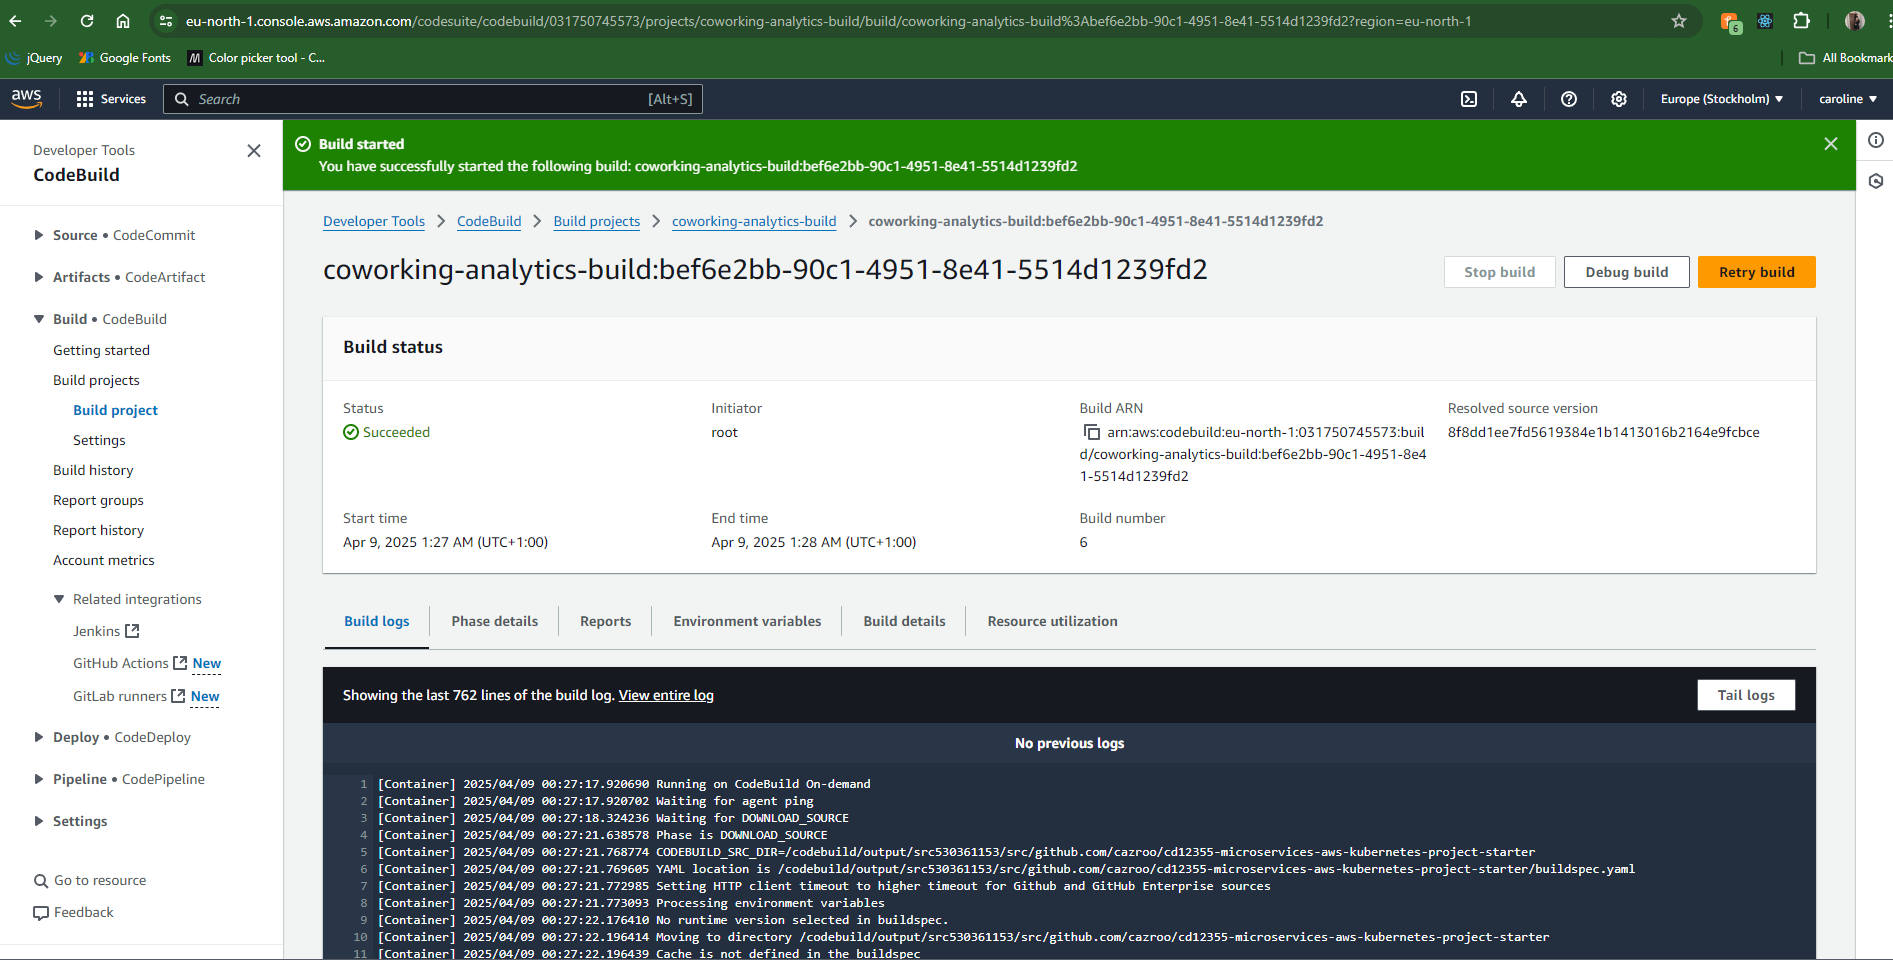 eu-north-1.console.aws.amazon.com/codesuite/codebuild/031750745573/projects/coworking-analytics-build/build/coworking-analytics-build%3Abef6e2bb-90c1-4951-8e41-5514d1239fd2?region=eu-north-1
6
jQuery
Google Fonts
M Color picker tool - C...
All Bookmark
aws
Services
Search
[Alt+S]
Europe (Stockholm)
caroline
Developer Tools
CodeBuild
Source • CodeCommit
Artifacts • CodeArtifact
Build • CodeBuild
Getting started
Build projects
Build project
Settings
Build history
Report groups
Report history
Account metrics
Related integrations
Jenkins
GitHub Actions New
GitLab runners New
Deploy • CodeDeploy
Pipeline • CodePipeline
Settings
Go to resource
Feedback
Build started
You have successfully started the following build: coworking-analytics-build:bef6e2bb-90c1-4951-8e41-5514d1239fd2
Developer Tools
CodeBuild
Build projects
coworking-analytics-build
coworking-analytics-build:bef6e2bb-90c1-4951-8e41-5514d1239fd2
coworking-analytics-build:bef6e2bb-90c1-4951-8e41-5514d1239fd2
Stop build
Debug build
Retry build
Build status
Status
Succeeded
Initiator
root
Build ARN
arn:aws:codebuild:eu-north-1:031750745573:buil
d/coworking-analytics-build:bef6e2bb-90c1-4951-8e4
1-5514d1239fd2
Resolved source version
8f8dd1ee7fd5619384e1b1413016b2164e9fcbce
Start time
Apr 9, 2025 1:27 AM (UTC+1:00)
End time
Apr 9, 2025 1:28 AM (UTC+1:00)
Build number
6
Build logs
Phase details
Reports
Environment variables
Build details
Resource utilization
Showing the last 762 lines of the build log. View entire log
Tail logs
No previous logs
1 [Container] 2025/04/09 00:27:17.920690 Running on CodeBuild On-demand
2 [Container] 2025/04/09 00:27:17.920702 Waiting for agent ping
3 [Container] 2025/04/09 00:27:18.324236 Waiting for DOWNLOAD_SOURCE
4 [Container] 2025/04/09 00:27:21.638578 Phase is DOWNLOAD_SOURCE
5 [Container] 2025/04/09 00:27:21.768774 CODEBUILD_SRC_DIR=/codebuild/output/src530361153/src/github.com/cazroo/cd12355-microservices-aws-kubernetes-project-starter
6 [Container] 2025/04/09 00:27:21.769605 YAML location is /codebuild/output/src530361153/src/github.com/cazroo/cd12355-microservices-aws-kubernetes-project-starter/buildspec.yaml
7 [Container] 2025/04/09 00:27:21.772985 Setting HTTP client timeout to higher timeout for Github and GitHub Enterprise sources
8 [Container] 2025/04/09 00:27:21.773093 Processing environment variables
9 [Container] 2025/04/09 00:27:22.176410 No runtime version selected in buildspec.
10 [Container] 2025/04/09 00:27:22.196414 Moving to directory /codebuild/output/src530361153/src/github.com/cazroo/cd12355-microservices-aws-kubernetes-project-starter
11 [Container] 2025/04/09 00:27:22.196439 Cache is not defined in the buildspec